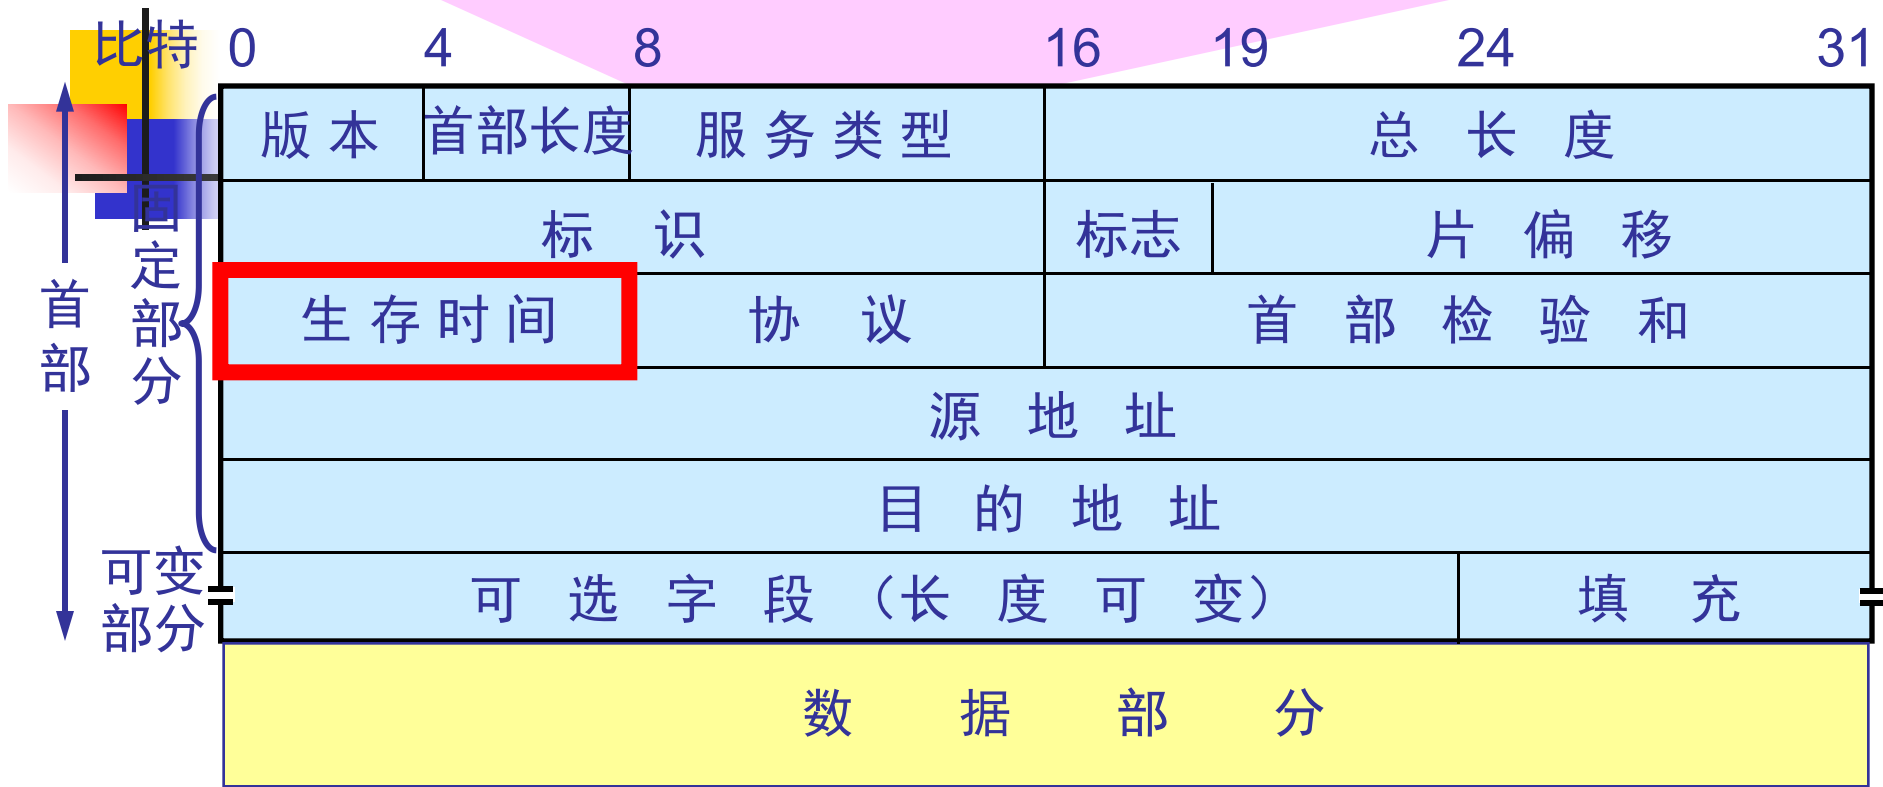 比特 0 4 8 16 19 24 31
版本 首部长度 服务类型 总长度
标识 标志 片偏移
生存时间 协议 首部检验和
源地址
目的地址
可选字段（长度可变） 填充
数据部分
首部
固定部分
可变
部分